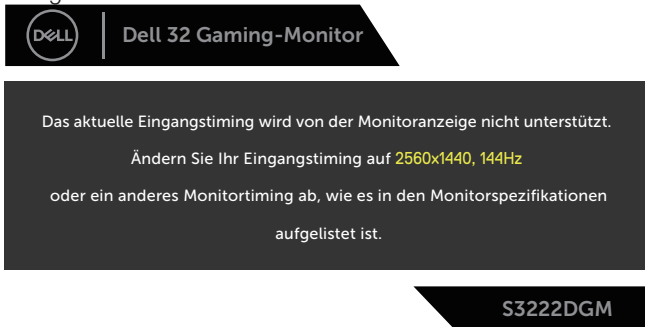 DELL
Dell 32 Gaming-Monitor
Das aktuelle Eingangstiming wird von der Monitoranzeige nicht unterstützt.
Ändern Sie Ihr Eingangstiming auf 2560x1440, 144Hz
oder ein anderes Monitortiming ab, wie es in den Monitorspezifikationen
aufgelistet ist.
S3222DGM